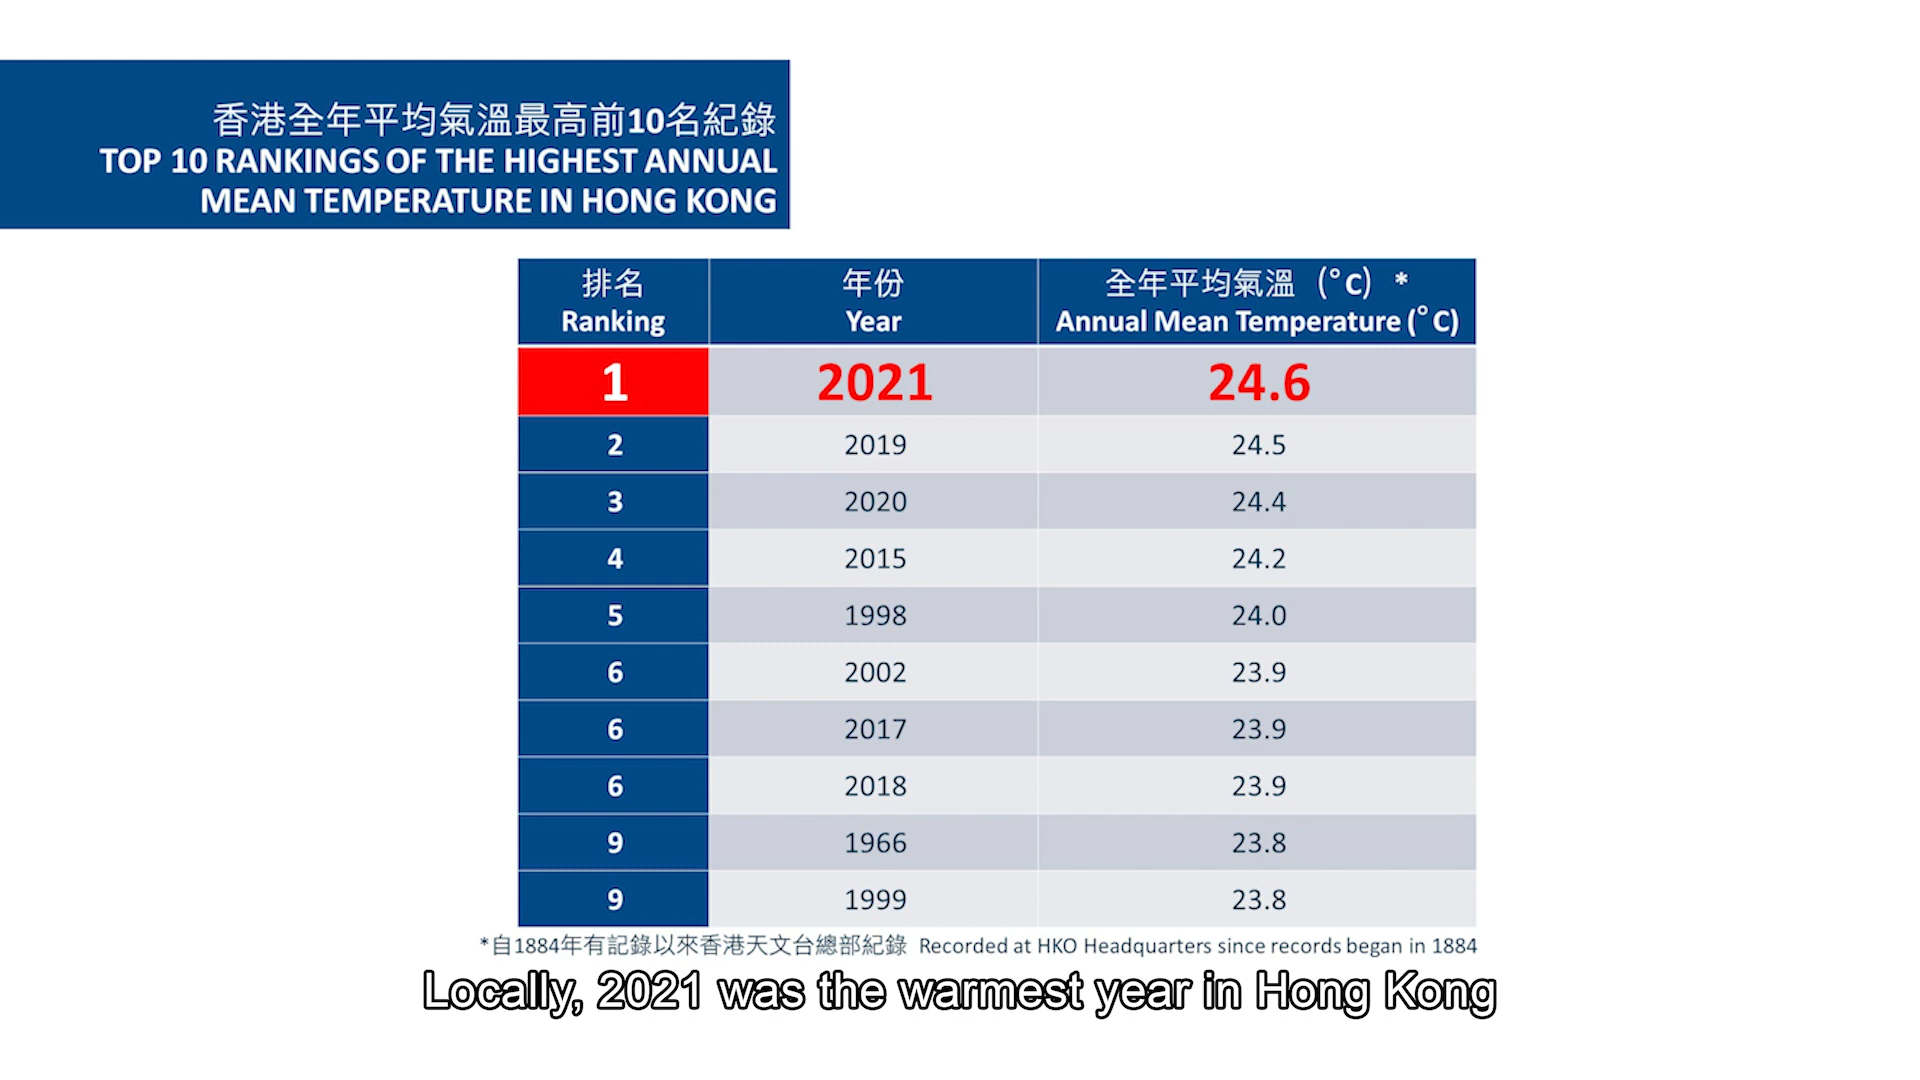 香港全年平均氣溫最高前10名紀錄
TOP 10 RANKINGS OF THE HIGHEST ANNUAL
MEAN TEMPERATURE IN HONG KONG
排名 年份 全年平均氣溫 (°C) *
Ranking Year Annual Mean Temperature (°C)
1 2021 24.6
2 2019 24.5
3 2020 24.4
4 2015 24.2
5 1998 24.0
6 2002 23.9
6 2017 23.9
6 2018 23.9
9 1966 23.8
9 1999 23.8
*自1884年有記錄以來香港天文台總部紀錄 Recorded at HKO Headquarters since records began in 1884
Locally, 2021 was the warmest year in Hong Kong